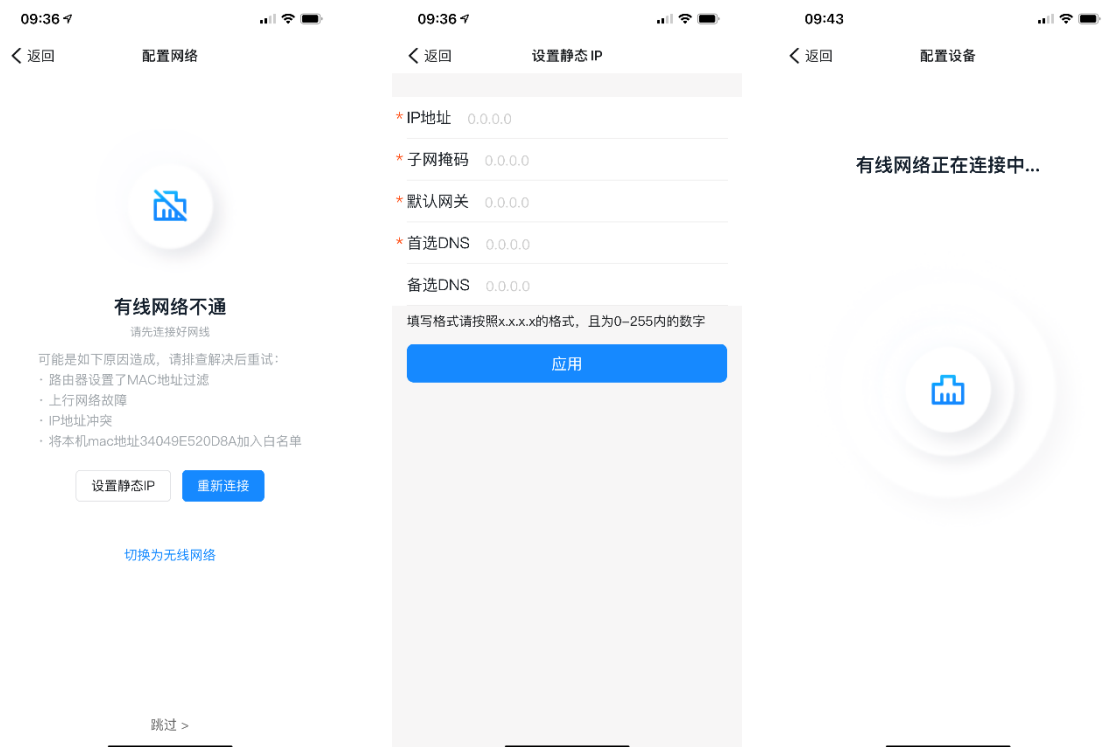 09:36
返回
配置网络
有线网络不通
请先连接好网线
可能是如下原因造成，请排查解决后重试：
· 路由器设置了MAC地址过滤
· 上行网络故障
· IP地址冲突
· 将本机mac地址34049E520D8A加入白名单
设置静态IP
重新连接
切换为无线网络
跳过 >
09:36
返回
设置静态 IP
* IP地址 0.0.0.0
* 子网掩码 0.0.0.0
* 默认网关 0.0.0.0
* 首选DNS 0.0.0.0
备选DNS 0.0.0.0
填写格式请按照x.x.x.x的格式，且为0–255内的数字
应用
09:43
返回
配置设备
有线网络正在连接中...